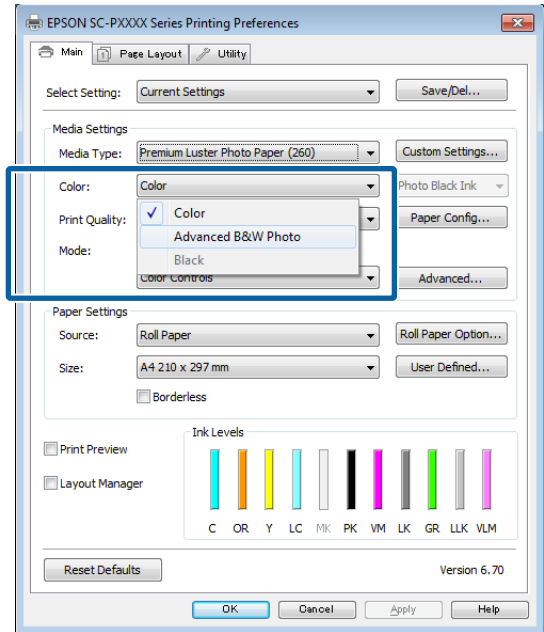 EPSON SC-PXXXX Series Printing Preferences
Main Page Layout Utility
Select Setting: Current Settings Save/Del...
Media Settings
Media Type: Premium Luster Photo Paper (260) Custom Settings...
Color: Color Photo Black Ink
Print Quality: Color Paper Config...
Advanced B&W Photo
Mode: Black
Color Controls Advanced...
Paper Settings
Source: Roll Paper Roll Paper Option...
Size: A4 210 x 297 mm User Defined...
Borderless
Ink Levels
Print Preview
Layout Manager
C OR Y LC MK PK VM LK GR LLK VLM
Reset Defaults Version 6.70
OK Cancel Apply Help